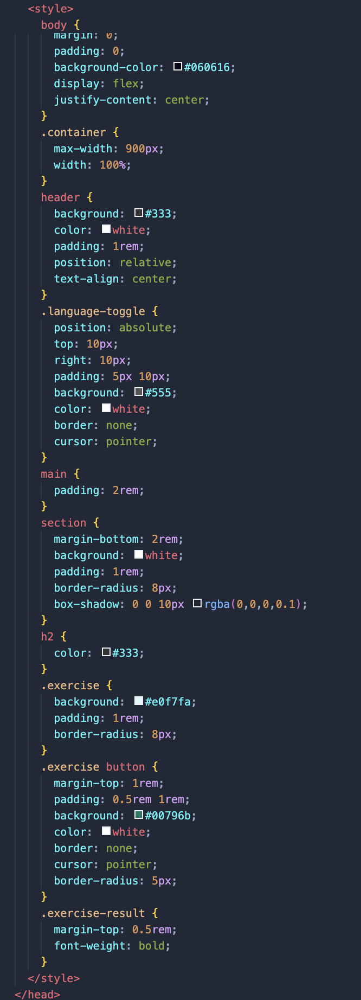 <style>
body {
margin: 0;
padding: 0;
background-color: #060616;
display: flex;
justify-content: center;
}
.container {
max-width: 900px;
width: 100%;
}
header {
background: #333;
color: white;
padding: 1rem;
position: relative;
text-align: center;
}
.language-toggle {
position: absolute;
top: 10px;
right: 10px;
padding: 5px 10px;
background: #555;
color: white;
border: none;
cursor: pointer;
}
main {
padding: 2rem;
}
section {
margin-bottom: 2rem;
background: white;
padding: 1rem;
border-radius: 8px;
box-shadow: 0 0 10px rgba(0,0,0,0.1);
}
h2 {
color: #333;
}
.exercise {
background: #e0f7fa;
padding: 1rem;
border-radius: 8px;
}
.exercise button {
margin-top: 1rem;
padding: 0.5rem 1rem;
background: #00796b;
color: white;
border: none;
cursor: pointer;
border-radius: 5px;
}
.exercise-result {
margin-top: 0.5rem;
font-weight: bold;
}
</style>
</head>